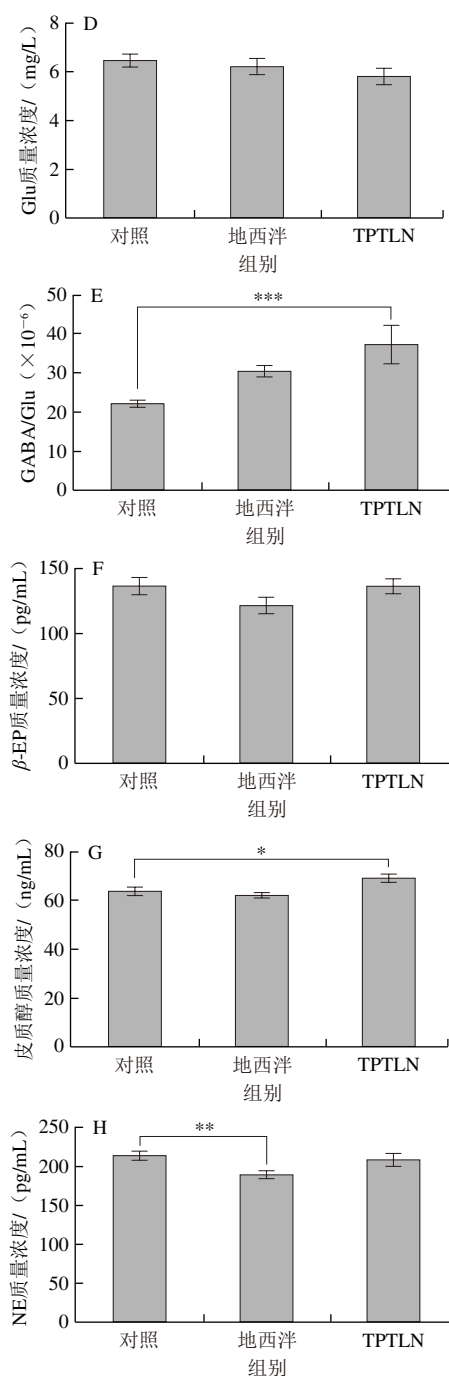 D
Glu质量浓度/（mg/L）
8
6
4
2
0
对照 地西泮 TPTLN
组别
E
***
GABA/Glu（×10⁻⁶）
50
40
30
20
10
0
对照 地西泮 TPTLN
组别
F
β-EP质量浓度/（pg/mL）
150
100
50
0
对照 地西泮 TPTLN
组别
G
*
皮质醇质量浓度/（ng/mL）
80
60
40
20
0
对照 地西泮 TPTLN
组别
H
**
NE质量浓度/（pg/mL）
250
200
150
100
50
0
对照 地西泮 TPTLN
组别